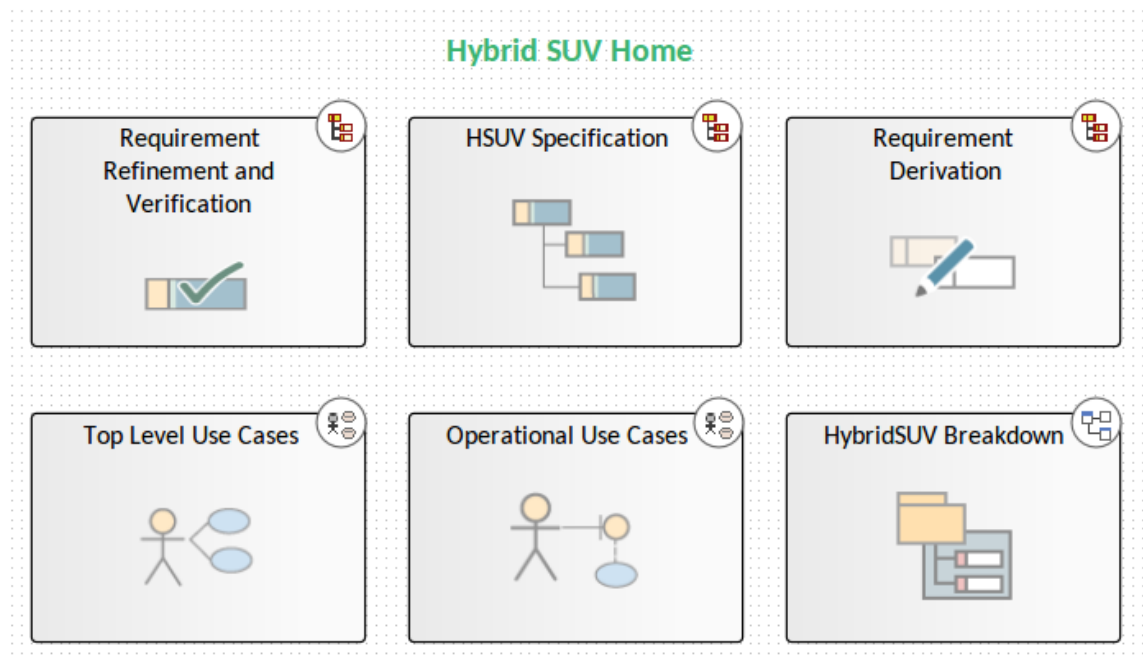 Hybrid SUV Home
Requirement
Refinement and
Verification
HSUV Specification
Requirement
Derivation
Top Level Use Cases
Operational Use Cases
HybridSUV Breakdown